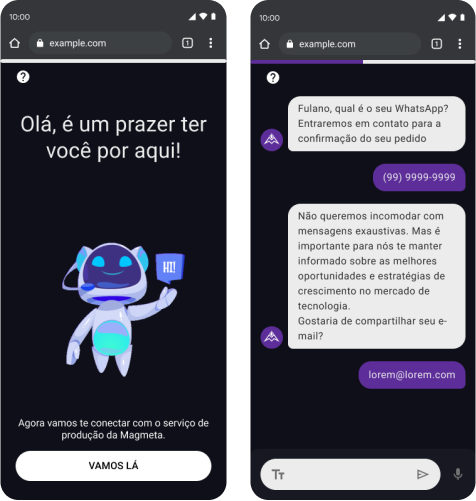 10:00
example.com
1
?
Olá, é um prazer ter
você por aqui!
HI!
Agora vamos te conectar com o serviço de
produção da Magmeta.
VAMOS LÁ
10:00
example.com
1
?
Fulano, qual é o seu WhatsApp?
Entraremos em contato para a
confirmação do seu pedido
(99) 9999-9999
Não queremos incomodar com
mensagens exaustivas. Mas é
importante para nós te manter
informado sobre as melhores
oportunidades e estratégias de
crescimento no mercado de
tecnologia.
Gostaria de compartilhar seu e-
mail?
lorem@lorem.com
Tт